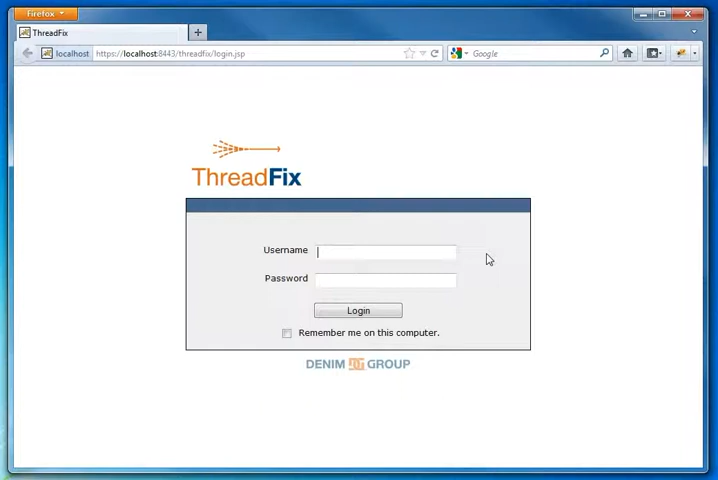 Firefox
ThreadFix
localhost https://localhost:8443/threadfix/login.jsp
Google
ThreadFix
Username
Password
Login
Remember me on this computer.
DENIM DG GROUP